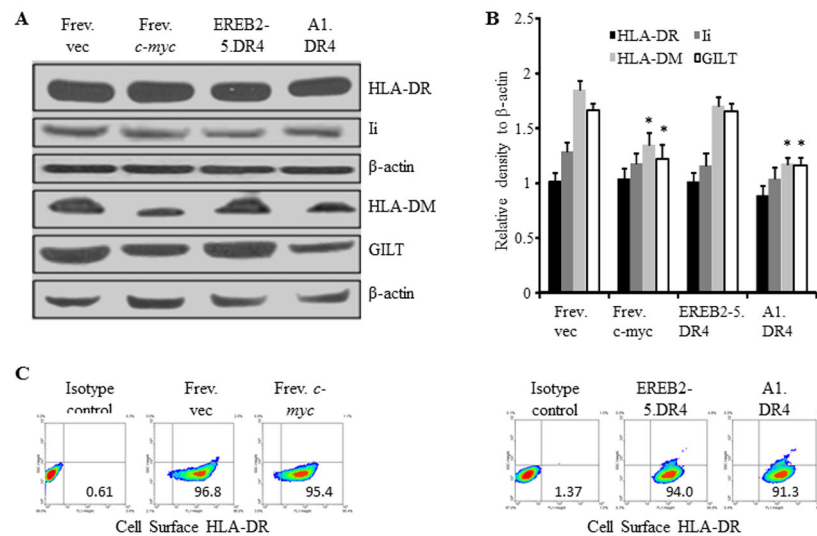 A
Frev. vec
Frev. c-myc
EREB2-5.DR4
A1. DR4
HLA-DR
Ii
β-actin
HLA-DM
GILT
β-actin
B
HLA-DR
Ii
HLA-DM
GILT
Relative density to β-actin
2.5
2
1.5
1
0.5
0
*
*
* *
Frev. vec
Frev. c-myc
EREB2-5. DR4
A1. DR4
C
Isotype control
Frev. vec
Frev. c-myc
0.61
96.8
95.4
Cell Surface HLA-DR
Isotype control
EREB2-5.DR4
A1. DR4
1.37
94.0
91.3
Cell Surface HLA-DR